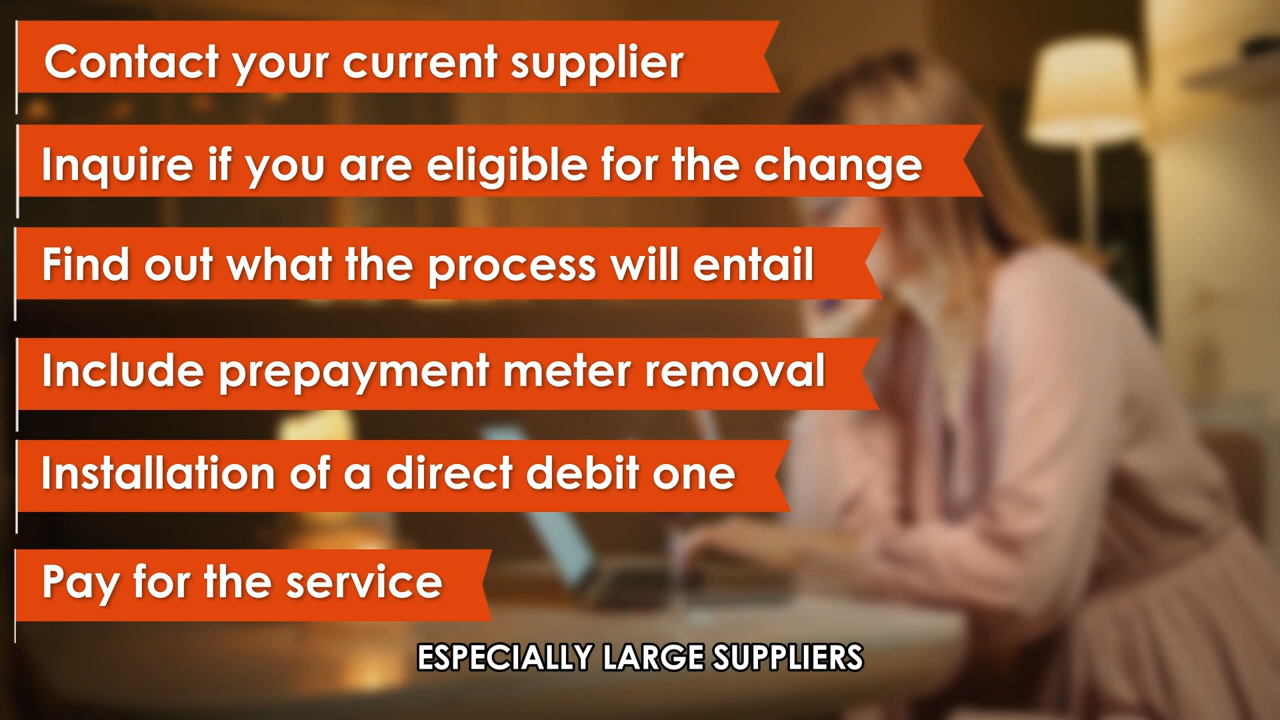 Contact your current supplier
Inquire if you are eligible for the change
Find out what the process will entail
Include prepayment meter removal
Installation of a direct debit one
Pay for the service
ESPECIALLY LARGE SUPPLIERS